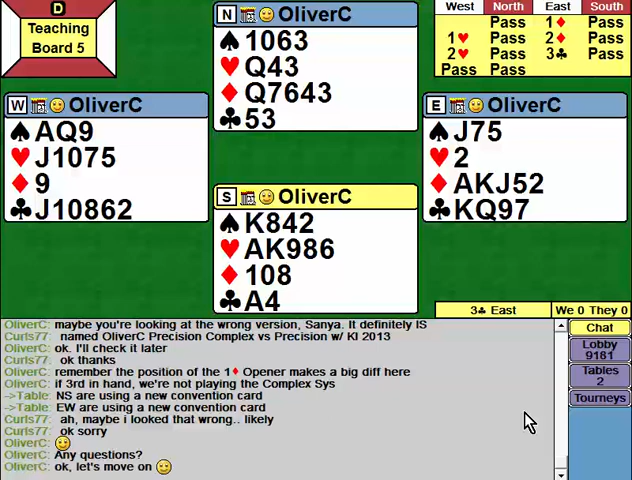 D
Teaching
Board 5
N OliverC
♠1063
♥Q43
♦Q7643
♣53
West North East South
Pass 1♦ Pass
1♥ Pass 2♦ Pass
2♥ Pass 3♣ Pass
Pass Pass
W OliverC
♠AQ9
♥J1075
♦9
♣J10862
E OliverC
♠J75
♥2
♦AKJ52
♣KQ97
S OliverC
♠K842
♥AK986
♦108
♣A4
3♣ East We 0 They 0
OliverC: maybe you're looking at the wrong version, Sanya. It definitely IS
Curls77: named OliverC Precision Complex vs Precision w/ KI 2013
OliverC: ok. I'll check it later
Curls77: ok thanks
OliverC: remember the position of the 1♦ Opener makes a big diff here
OliverC: if 3rd in hand, we're not playing the Complex Sys
->Table: NS are using a new convention card
->Table: EW are using a new convention card
Curls77: ah, maybe i looked that wrong.. likely
Curls77: ok sorry
OliverC:
OliverC: Any questions?
OliverC: ok, let's move on
Chat
Lobby
9181
Tables
2
Tourneys